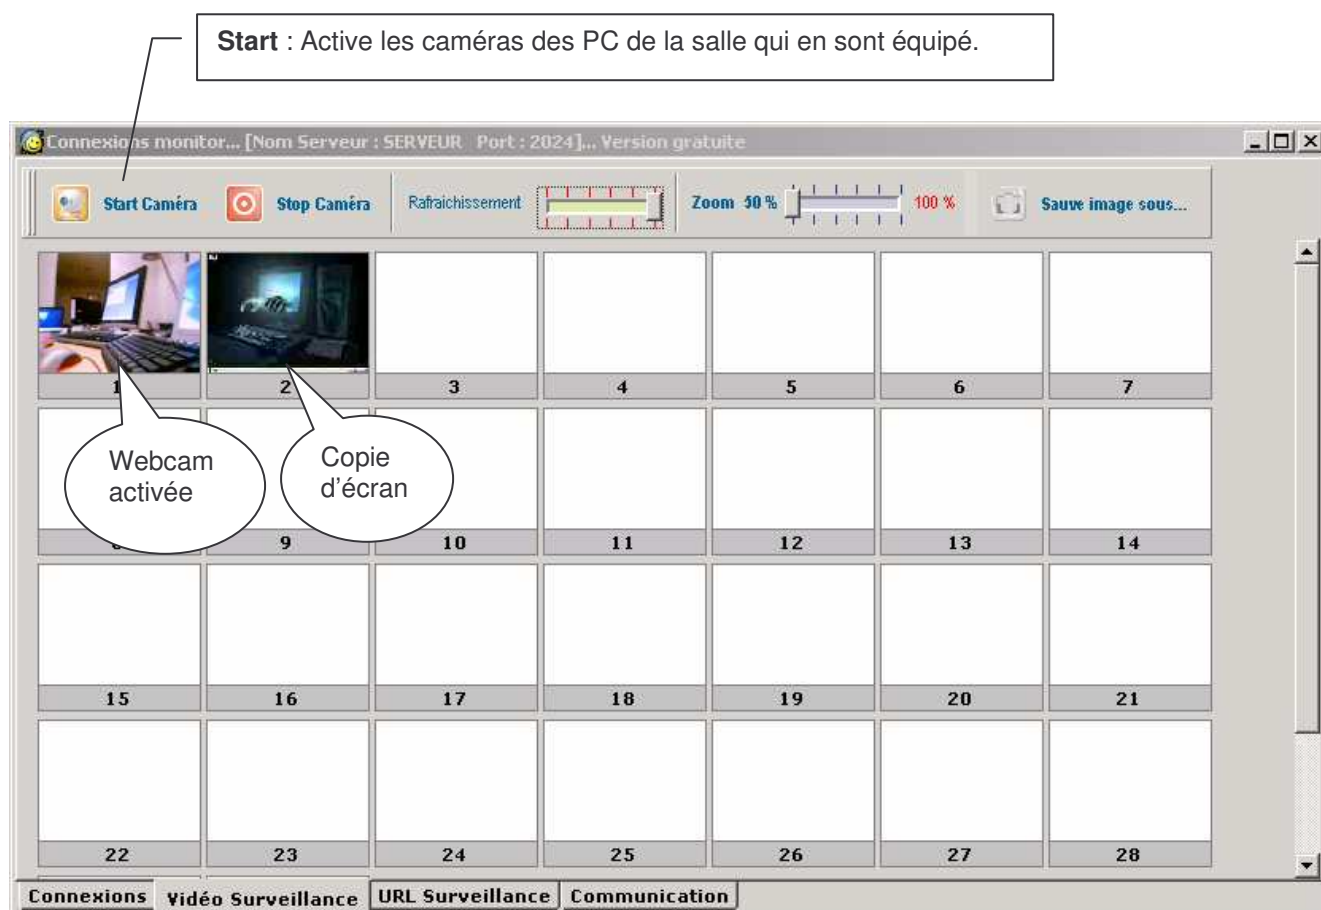 Start : Active les caméras des PC de la salle qui en sont équipé.
Connexions monitor... [Nom Serveur : SERVEUR Port : 2024]... Version gratuite
Start Caméra Stop Caméra Rafraichissement Zoom 50 % 100 % Sauve image sous...
1 2 3 4 5 6 7
Webcam
activée
Copie
d'écran
9 10 11 12 13 14
15 16 17 18 19 20 21
22 23 24 25 26 27 28
Connexions Vidéo Surveillance URL Surveillance Communication